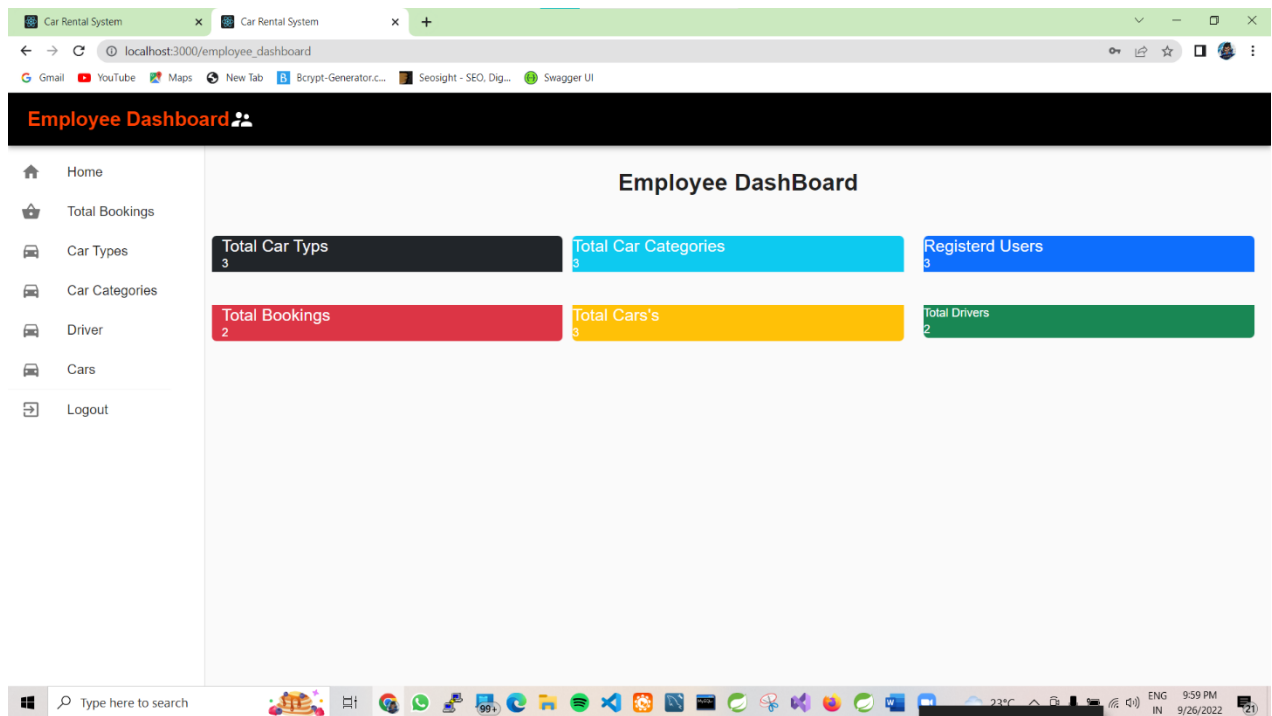 Car Rental System
Car Rental System
localhost:3000/employee_dashboard
Gmail YouTube Maps New Tab Bcrypt-Generator.c... Seosight - SEO, Dig... Swagger UI
Employee Dashboard
Home
Total Bookings
Car Types
Car Categories
Driver
Cars
Logout
Employee DashBoard
Total Car Typs
3
Total Car Categories
3
Registerd Users
3
Total Bookings
2
Total Cars's
3
Total Drivers
2
Type here to search
99+
23°C
ENG
IN
9:59 PM
9/26/2022
21